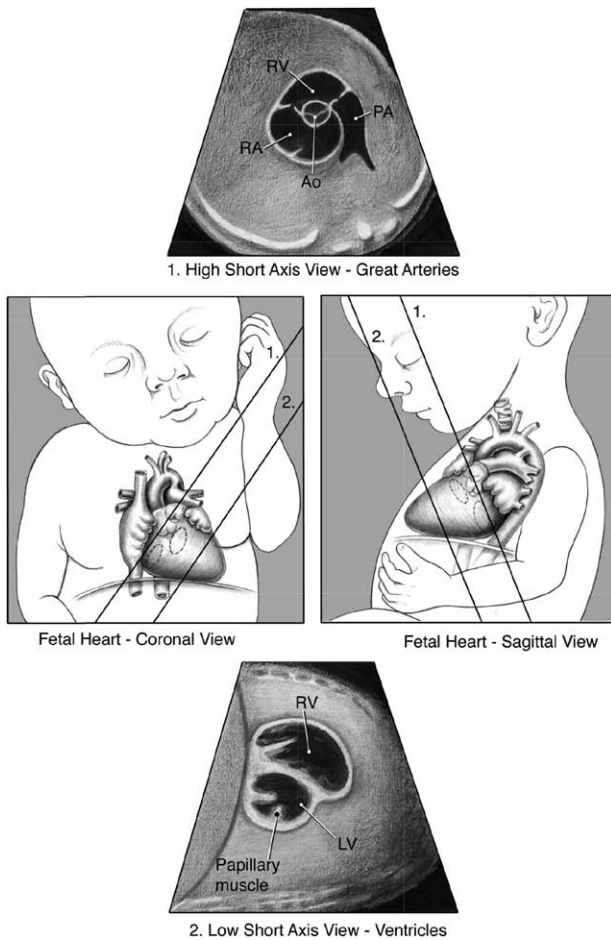 RV
PA
RA
Ao
1. High Short Axis View - Great Arteries
1.
2.
1.
2.
Fetal Heart - Coronal View
Fetal Heart - Sagittal View
RV
LV
Papillary
muscle
2. Low Short Axis View - Ventricles